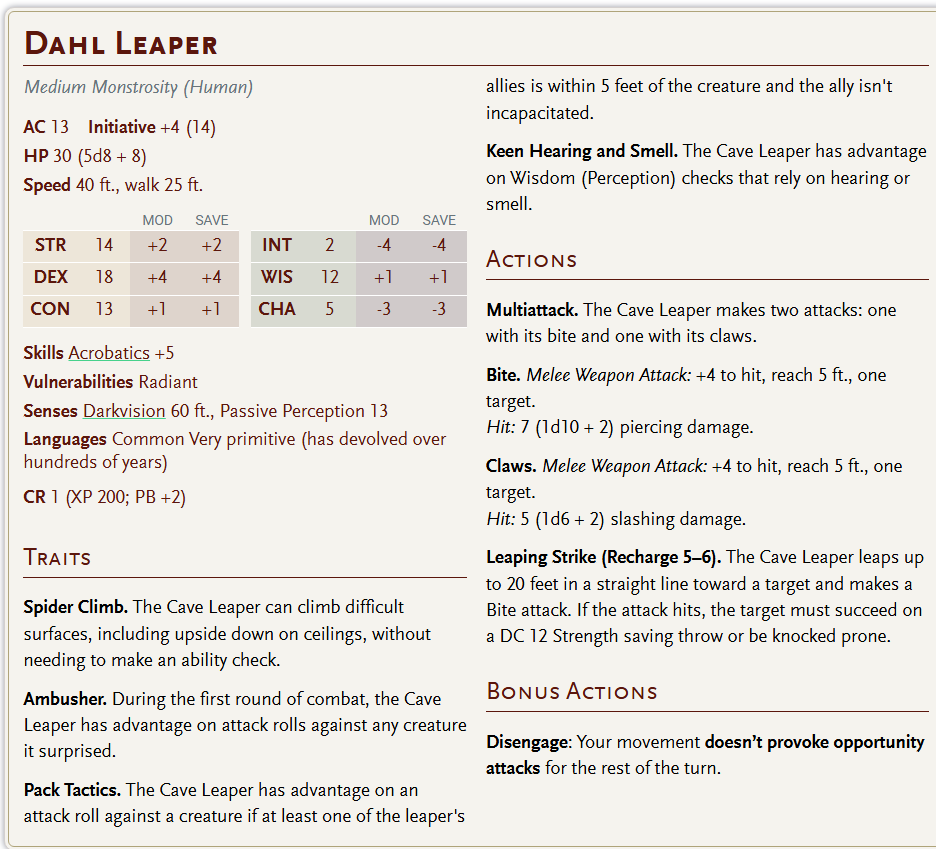 Dahl Leaper
Medium Monstrosity (Human)
AC 13 Initiative +4 (14)
HP 30 (5d8 + 8)
Speed 40 ft., walk 25 ft.
MOD SAVE MOD SAVE
STR 14 +2 +2 INT 2 -4 -4
DEX 18 +4 +4 WIS 12 +1 +1
CON 13 +1 +1 CHA 5 -3 -3
Skills Acrobatics +5
Vulnerabilities Radiant
Senses Darkvision 60 ft., Passive Perception 13
Languages Common Very primitive (has devolved over
hundreds of years)
CR 1 (XP 200; PB +2)
Traits
Spider Climb. The Cave Leaper can climb difficult
surfaces, including upside down on ceilings, without
needing to make an ability check.
Ambusher. During the first round of combat, the Cave
Leaper has advantage on attack rolls against any creature
it surprised.
Pack Tactics. The Cave Leaper has advantage on an
attack roll against a creature if at least one of the leaper's
allies is within 5 feet of the creature and the ally isn't
incapacitated.
Keen Hearing and Smell. The Cave Leaper has advantage
on Wisdom (Perception) checks that rely on hearing or
smell.
Actions
Multiattack. The Cave Leaper makes two attacks: one
with its bite and one with its claws.
Bite. Melee Weapon Attack: +4 to hit, reach 5 ft., one
target.
Hit: 7 (1d10 + 2) piercing damage.
Claws. Melee Weapon Attack: +4 to hit, reach 5 ft., one
target.
Hit: 5 (1d6 + 2) slashing damage.
Leaping Strike (Recharge 5–6). The Cave Leaper leaps up
to 20 feet in a straight line toward a target and makes a
Bite attack. If the attack hits, the target must succeed on
a DC 12 Strength saving throw or be knocked prone.
Bonus Actions
Disengage: Your movement doesn’t provoke opportunity
attacks for the rest of the turn.